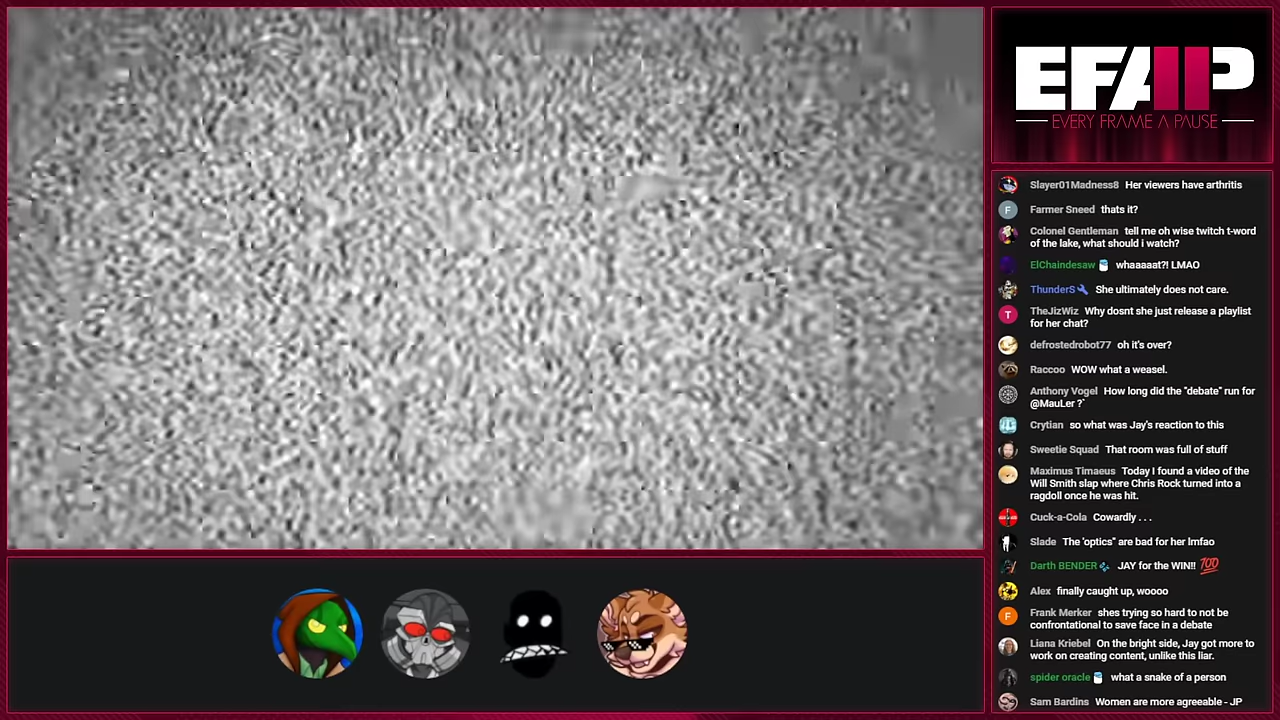 EFAP
EVERY FRAME A PAUSE
Slayer01Madness8 Her viewers have arthritis
F Farmer Sneed thats it?
Colonel Gentleman tell me oh wise twitch t-word
of the lake, what should i watch?
ElChaindesaw whaaaaat?! LMAO
ThunderS She ultimately does not care.
T TheJizWiz Why dosnt she just release a playlist
for her chat?
defrostedrobot77 oh it's over?
Raccoo WOW what a weasel.
Anthony Vogel How long did the "debate" run for
@MauLer ?`
Crytian so what was Jay's reaction to this
Sweetie Squad That room was full of stuff
Maximus Timaeus Today I found a video of the
Will Smith slap where Chris Rock turned into a
ragdoll once he was hit.
Cuck-a-Cola Cowardly . . .
Slade The 'optics" are bad for her lmfao
Darth BENDER JAY for the WIN!! 100
Alex finally caught up, woooo
F Frank Merker shes trying so hard to not be
confrontational to save face in a debate
Liana Kriebel On the bright side, Jay got more to
work on creating content, unlike this liar.
spider oracle what a snake of a person
Sam Bardins Women are more agreeable - JP